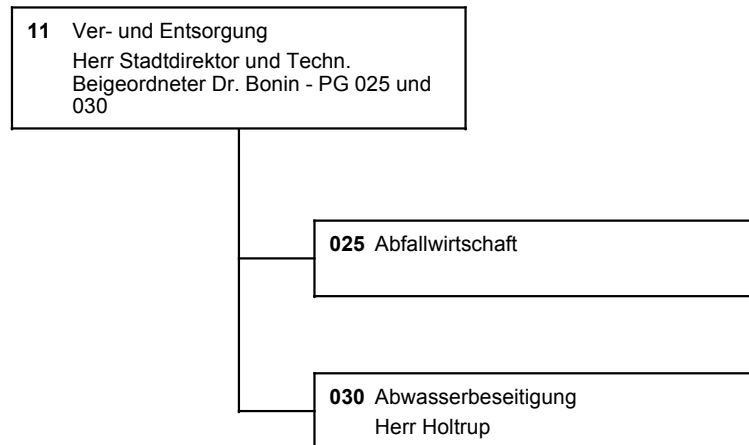 11 Ver- und Entsorgung
Herr Stadtdirektor und Techn.
Beigeordneter Dr. Bonin - PG 025 und
030
025 Abfallwirtschaft
030 Abwasserbeseitigung
Herr Holtrup